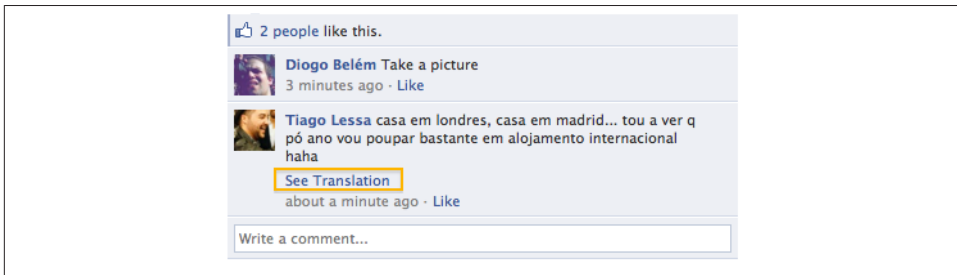 2 people like this.
Diogo Belém Take a picture
3 minutes ago · Like
Tiago Lessa casa em londres, casa em madrid... tou a ver q
pó ano vou poupar bastante em alojamento internacional
haha
See Translation
about a minute ago · Like
Write a comment...